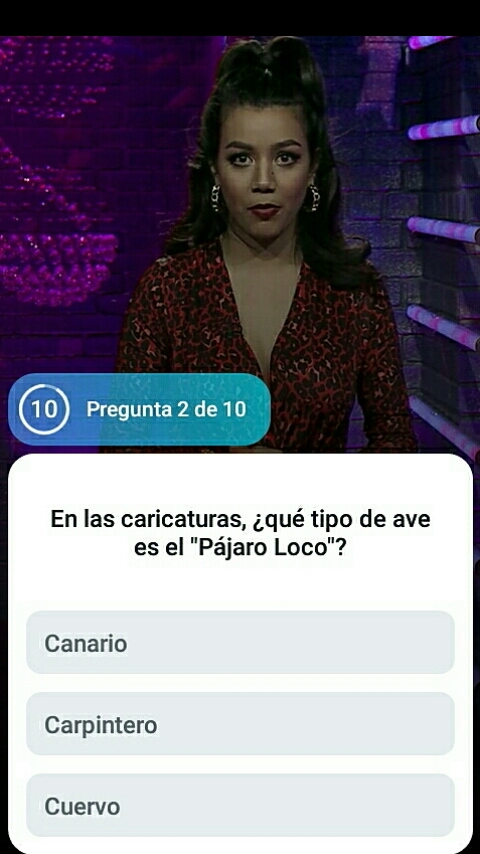 10
Pregunta 2 de 10
En las caricaturas, ¿qué tipo de ave
es el "Pájaro Loco"?
Canario
Carpintero
Cuervo